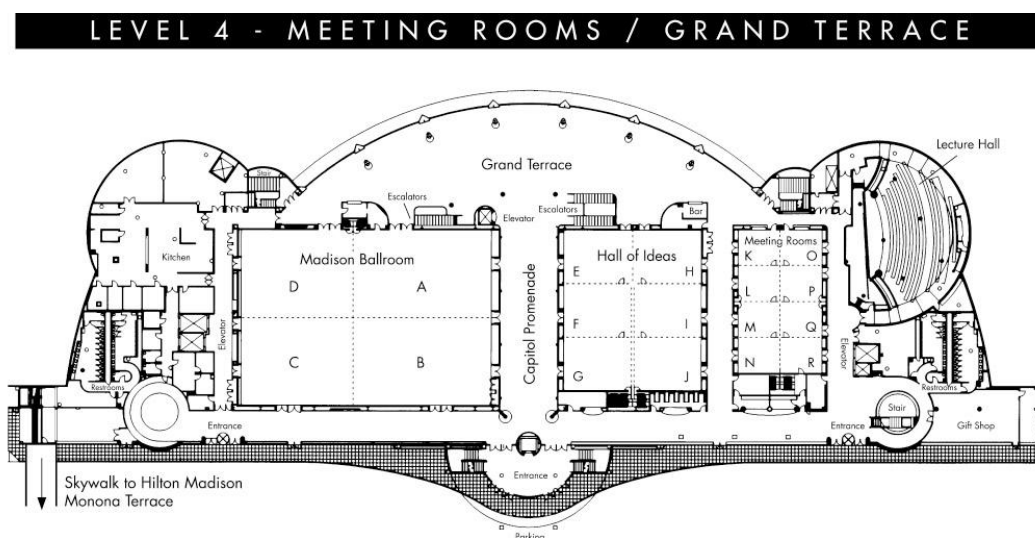 LEVEL 4 - MEETING ROOMS / GRAND TERRACE
Lecture Hall
Grand Terrace
Stair
Escalators
Elevator
Escalators
Bar
Kitchen
Madison Ballroom
D
A
C
B
Elevator
Capitol Promenade
Hall of Ideas
E
H
F
I
G
J
Meeting Rooms
K
O
L
P
M
Q
N
R
Elevator
Restrooms
Restrooms
Entrance
Entrance
Stair
Gift Shop
Entrance
Skywalk to Hilton Madison
Monona Terrace
Parking